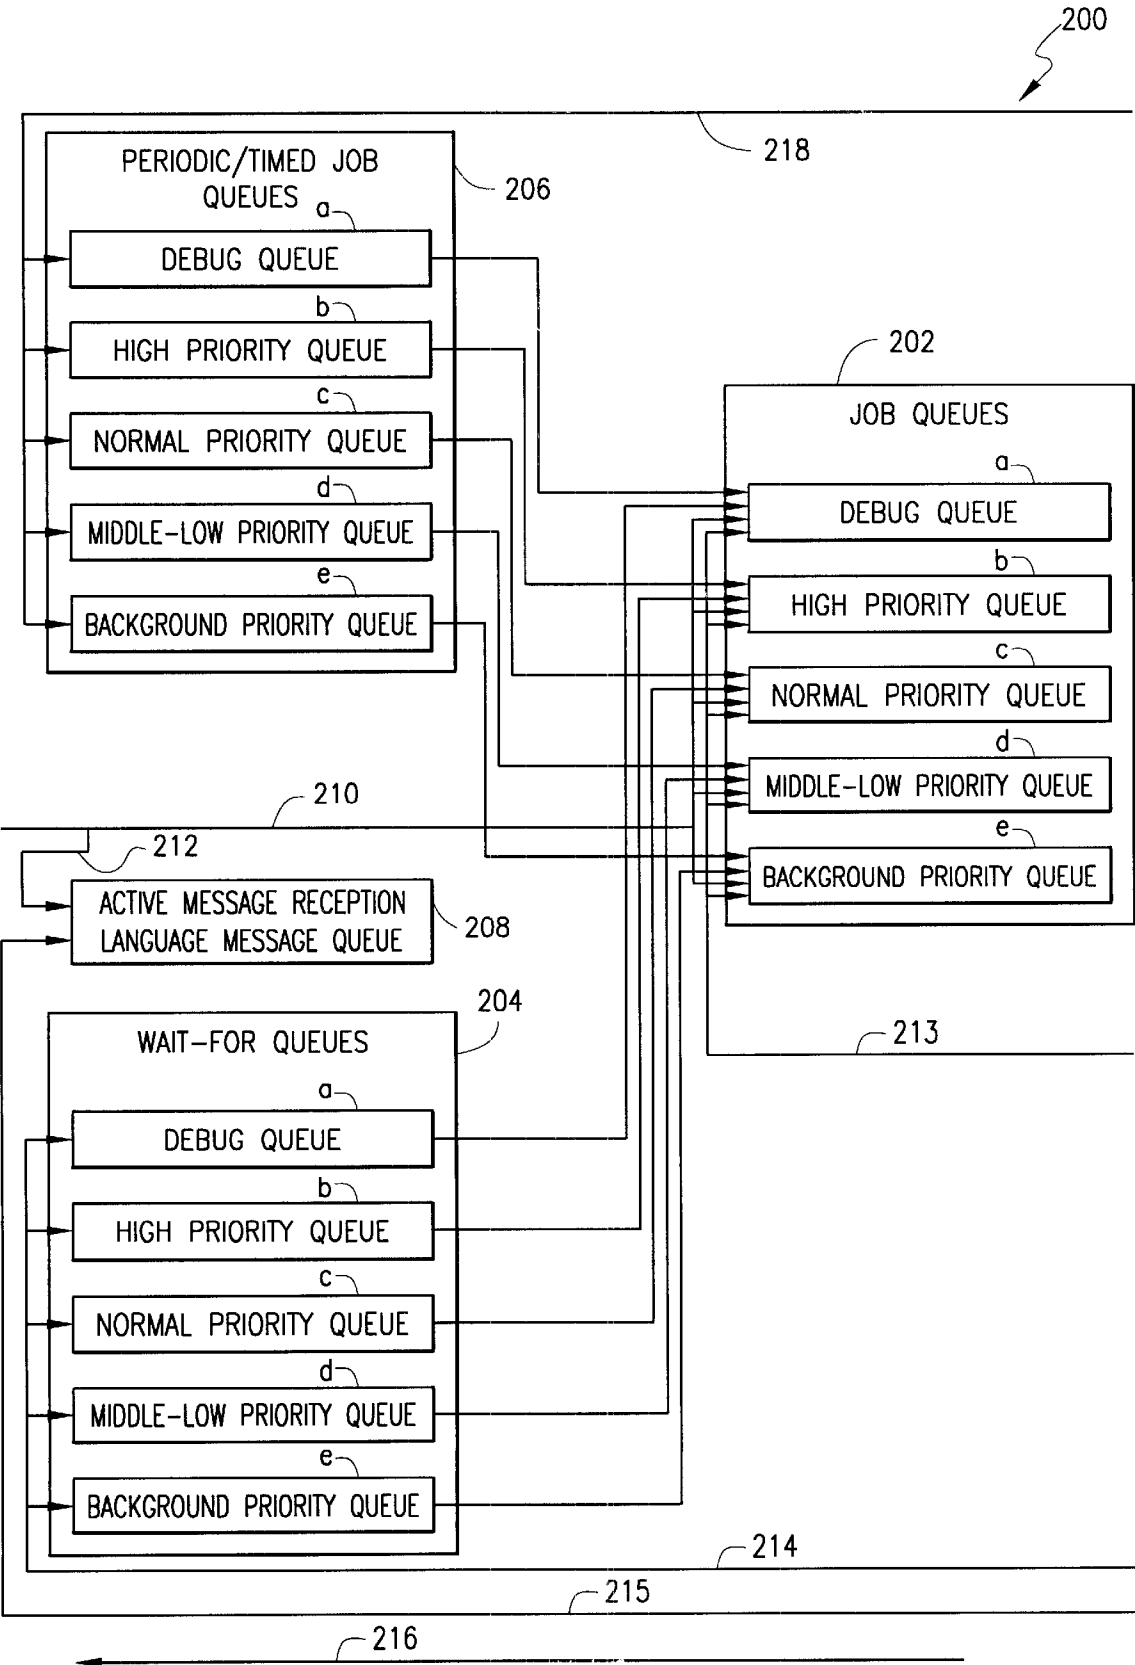 200
218
PERIODIC/TIMED JOB
QUEUES
206
a
DEBUG QUEUE
b
HIGH PRIORITY QUEUE
c
NORMAL PRIORITY QUEUE
d
MIDDLE-LOW PRIORITY QUEUE
e
BACKGROUND PRIORITY QUEUE
202
JOB QUEUES
a
DEBUG QUEUE
b
HIGH PRIORITY QUEUE
c
NORMAL PRIORITY QUEUE
d
MIDDLE-LOW PRIORITY QUEUE
e
BACKGROUND PRIORITY QUEUE
210
212
ACTIVE MESSAGE RECEPTION
LANGUAGE MESSAGE QUEUE
208
204
213
WAIT-FOR QUEUES
a
DEBUG QUEUE
b
HIGH PRIORITY QUEUE
c
NORMAL PRIORITY QUEUE
d
MIDDLE-LOW PRIORITY QUEUE
e
BACKGROUND PRIORITY QUEUE
214
215
216